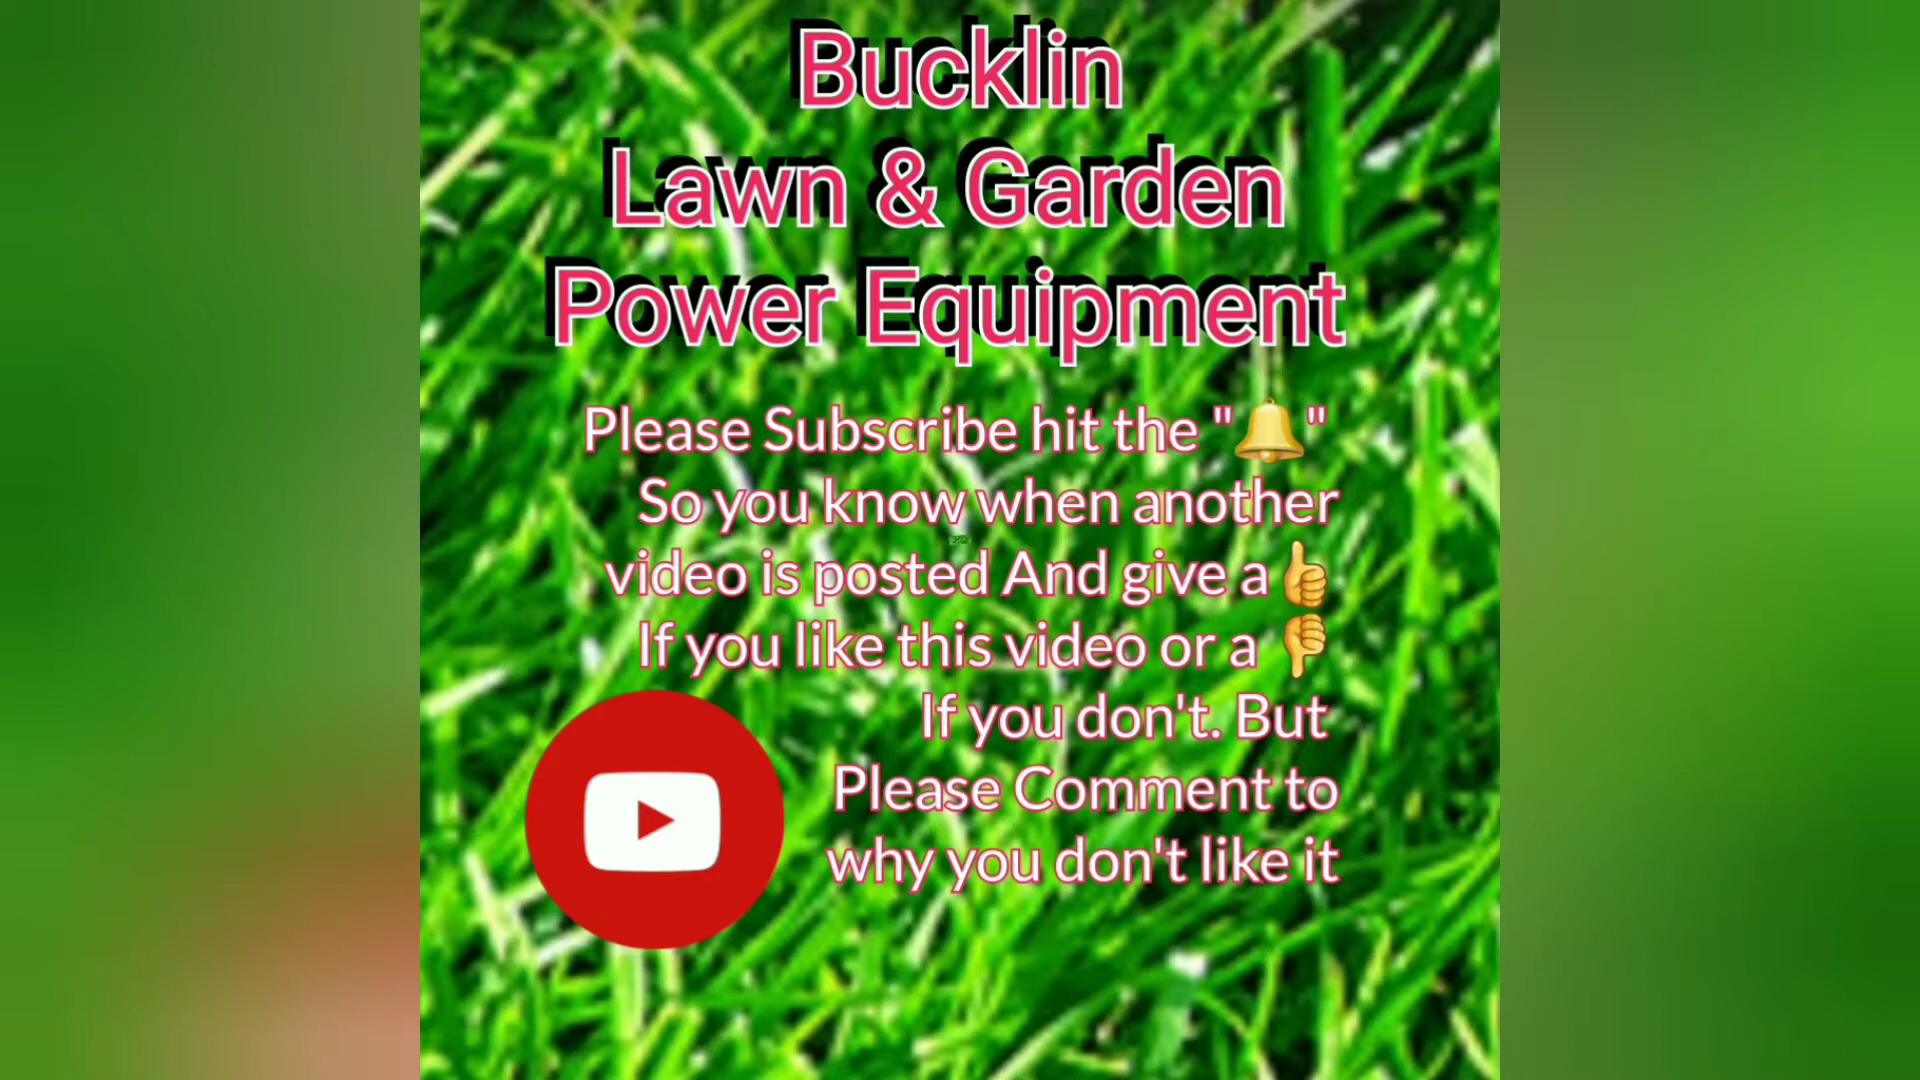 Bucklin
Lawn & Garden
Power Equipment
Please Subscribe hit the "🔔"
So you know when another
video is posted And give a 👍
If you like this video or a 👎
If you don't. But
Please Comment to
why you don't like it